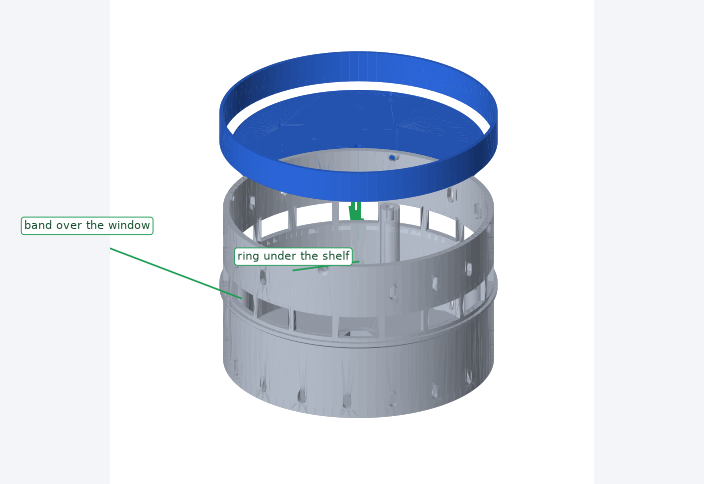 band over the window
ring under the shelf